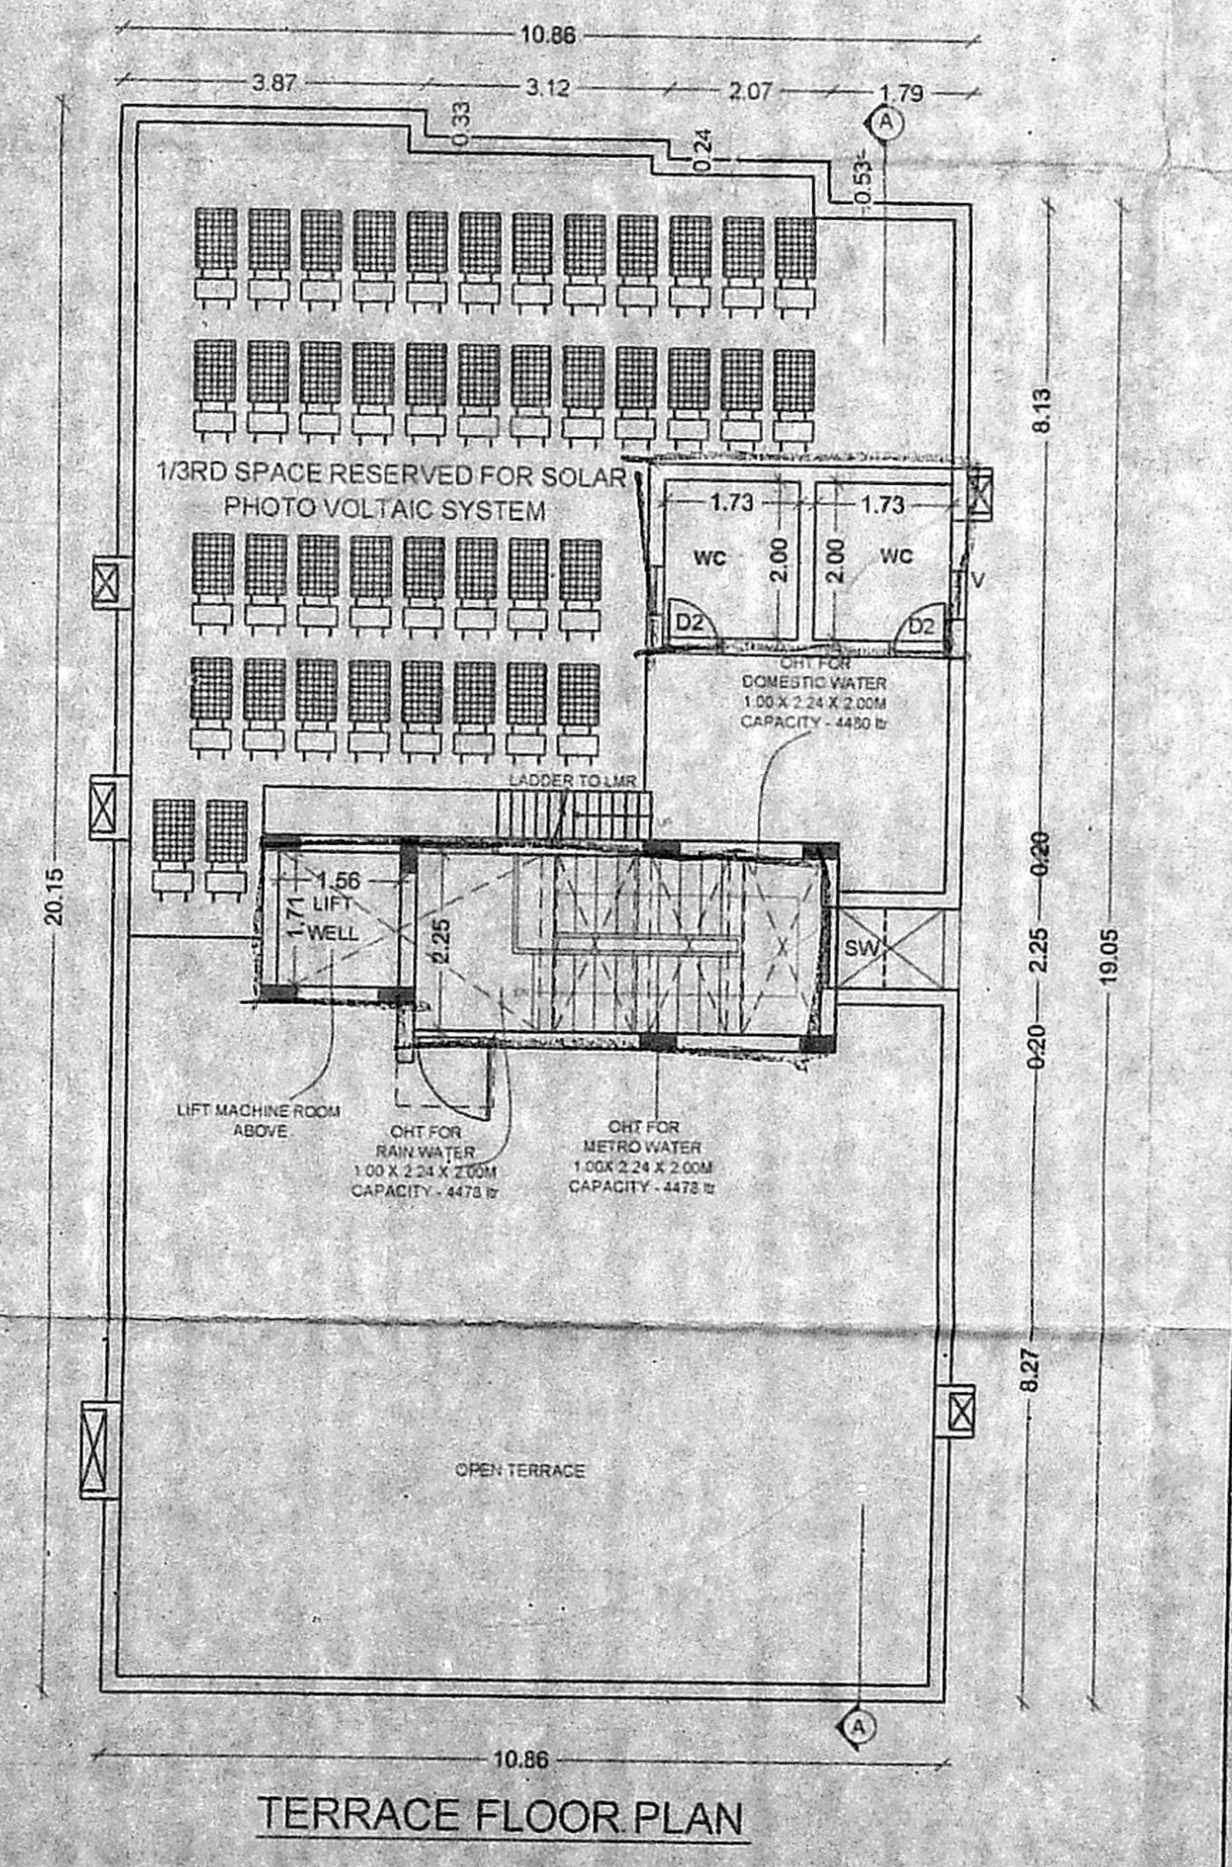 10.86
3.87 3.12 2.07 1.79
0.33
0.24
0.53
A
8.13
1/3RD SPACE RESERVED FOR SOLAR
PHOTO VOLTAIC SYSTEM
1.73 1.73
WC 2.00 2.00 WC
V
D2 D2
OHT FOR
DOMESTIC WATER
1.00 X 2.24 X 2.00M
CAPACITY - 4480 ltr
LADDER TO LMR
20.15
0.20
1.56
LIFT
WELL
1.71
2.25
SW
2.25
19.05
0.20
LIFT MACHINE ROOM
ABOVE
OHT FOR
RAIN WATER
1.00 X 2.24 X 2.00M
CAPACITY - 4478 ltr
OHT FOR
METRO WATER
1.00X 2.24 X 2.00M
CAPACITY - 4478 ltr
8.27
OPEN TERRACE
A
10.86
TERRACE FLOOR PLAN